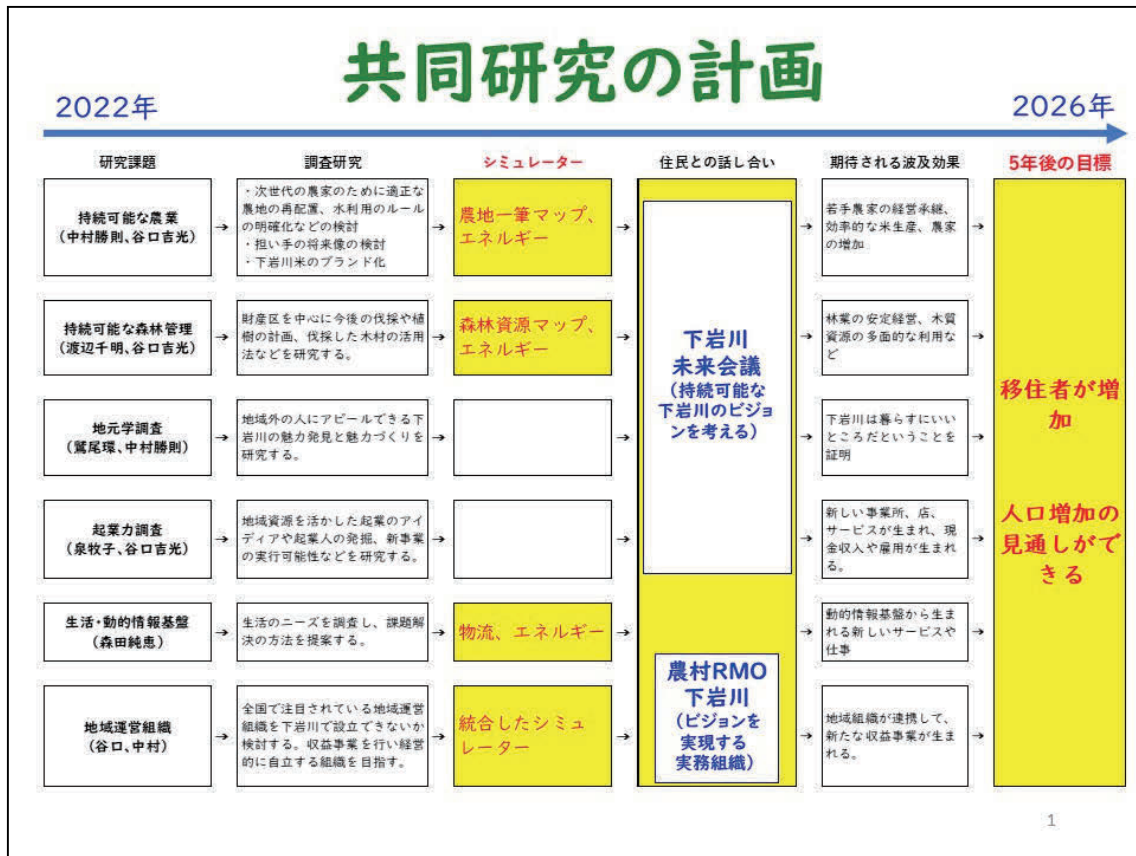 共同研究の計画
2022年
2026年
研究課題
調査研究
シミュレーター
住民との話し合い
期待される波及効果
5年後の目標
持続可能な農業
(中村勝則、谷口吉光)
→
・次世代の農家のために適正な
農地の再配置、水利用のルール
の明確化などの検討
・担い手の将来像の検討
・下岩川米のブランド化
→
農地一筆マップ、
エネルギー
→
→
若手農家の経営承継、
効率的な米生産、農家
の増加
→
持続可能な森林管理
(渡辺千明、谷口吉光)
→
財産区を中心に今後の伐採や植
樹の計画、伐採した木材の活用
法などを研究する。
→
森林資源マップ、
エネルギー
→
→
林業の安定経営、木質
資源の多面的な利用な
ど
→
地元学調査
(鷲尾環、中村勝則)
→
地域外の人にアピールできる下
岩川の魅力発見と魅力づくりを
研究する。
→
→
→
下岩川は暮らすにいい
ところだということを
証明
→
起業力調査
(泉牧子、谷口吉光)
→
地域資源を活かした起業のアイ
ディアや起業人の発掘、新事業
の実行可能性などを研究する。
→
→
→
新しい事業所、店、
サービスが生まれ、現
金収入や雇用が生まれ
る。
→
生活・動的情報基盤
(森田純恵)
→
生活のニーズを調査し、課題解
決の方法を提案する。
→
物流、エネルギー
→
→
動的情報基盤から生ま
れる新しいサービスや
仕事
→
地域運営組織
(谷口、中村)
→
全国で注目されている地域運営
組織を下岩川で設立できないか
検討する。収益事業を行い経営
的に自立する組織を目指す。
→
統合したシミュ
レーター
→
→
地域組織が連携して、
新たな収益事業が生ま
れる。
→
下岩川
未来会議
(持続可能な
下岩川のビジョ
ンを考える)
農村RMO
下岩川
(ビジョンを
実現する
実務組織)
移住者が増
加
人口増加の
見通しがで
きる
1